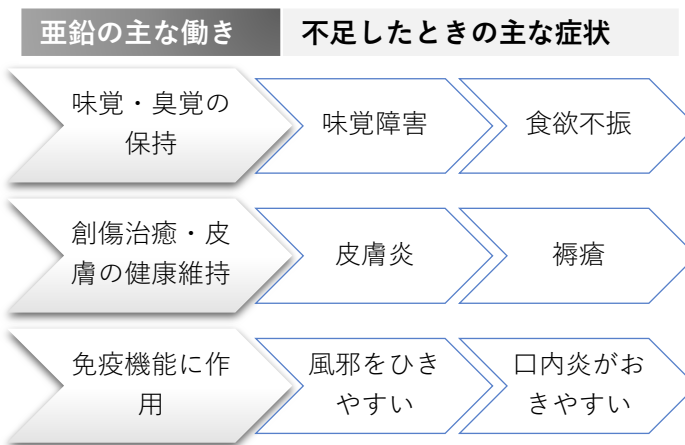 亜鉛の主な働き
不足したときの主な症状
味覚・臭覚の
保持
味覚障害
食欲不振
創傷治癒・皮
膚の健康維持
皮膚炎
褥瘡
免疫機能に作
用
風邪をひき
やすい
口内炎がお
きやすい